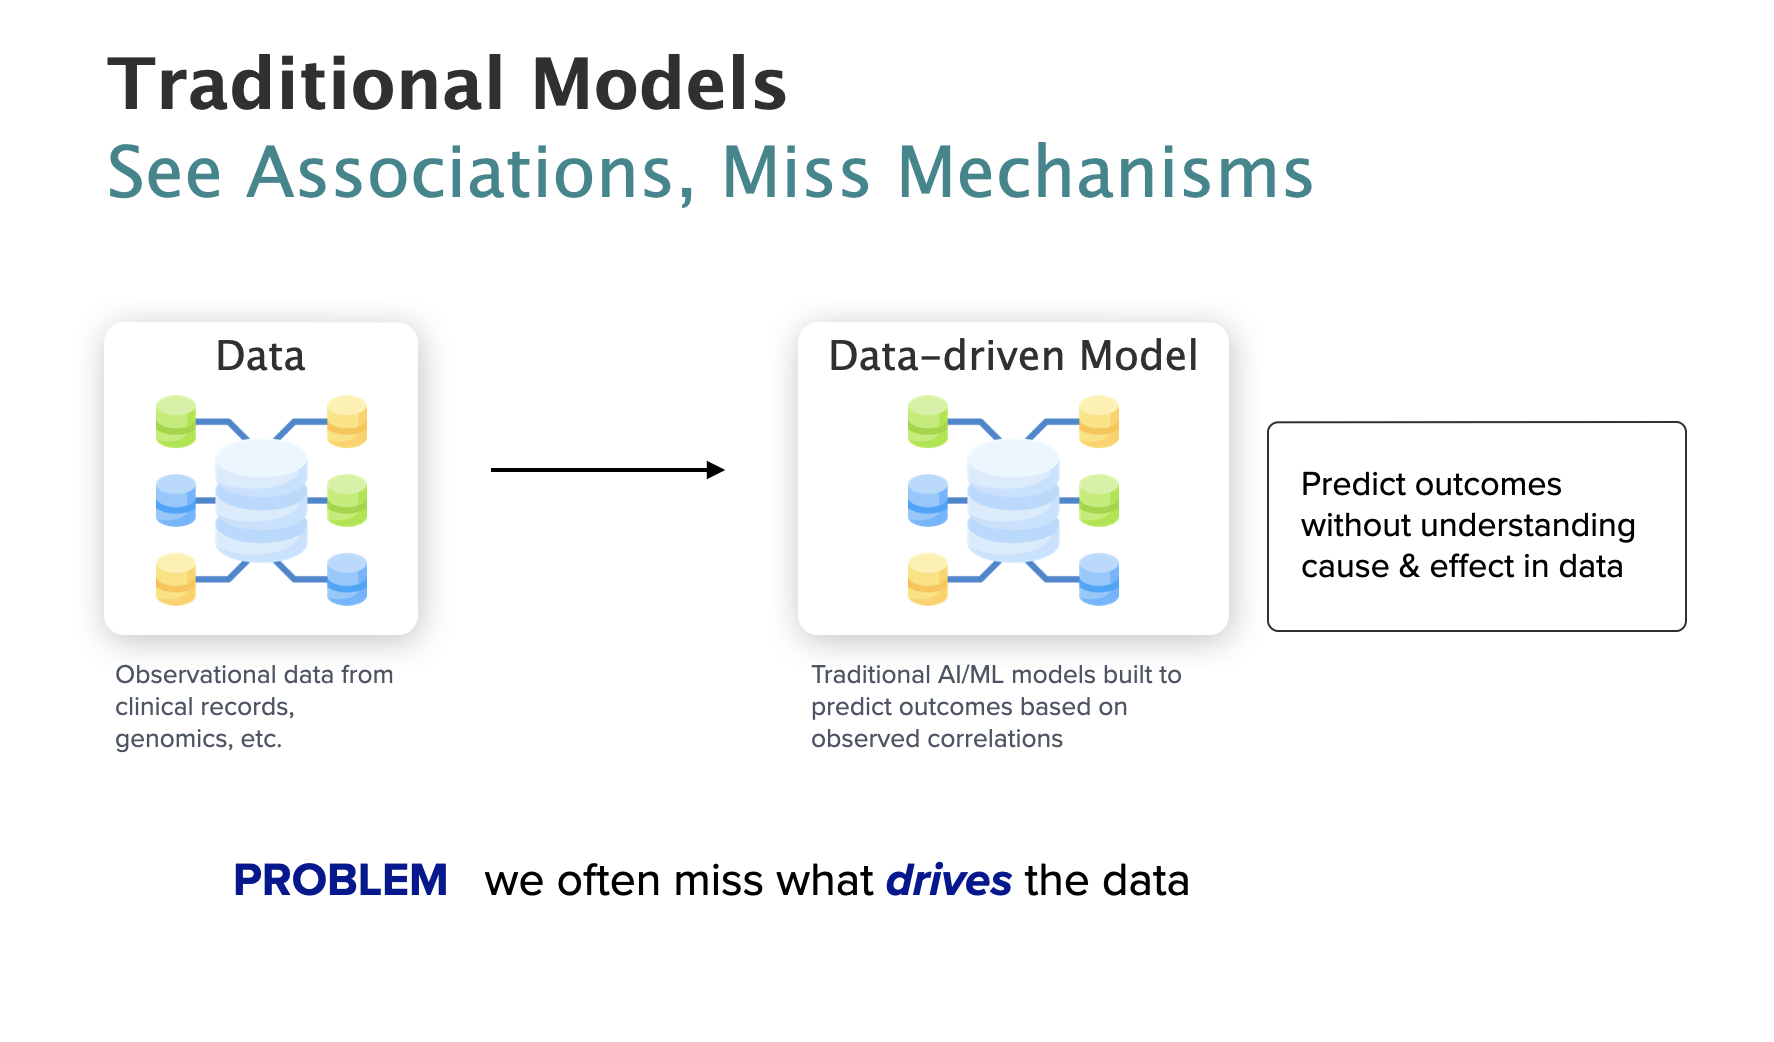 Traditional Models
See Associations, Miss Mechanisms
Data
Observational data from
clinical records,
genomics, etc.
Data-driven Model
Traditional AI/ML models built to
predict outcomes based on
observed correlations
Predict outcomes
without understanding
cause & effect in data
PROBLEM we often miss what drives the data